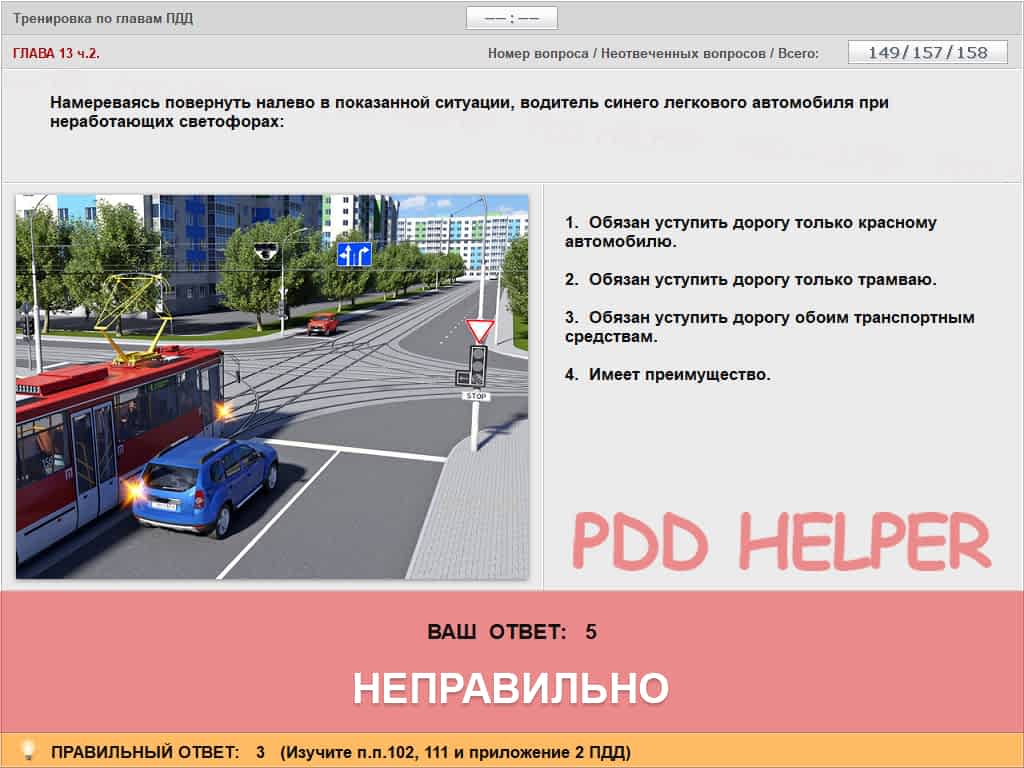 Тренировка по главам ПДД
—— : ——
ГЛАВА 13 ч.2.
Номер вопроса / Неотвеченных вопросов / Всего:
149/157/158
Намереваясь повернуть налево в показанной ситуации, водитель синего легкового автомобиля при
неработающих светофорах:
1. Обязан уступить дорогу только красному
автомобилю.
2. Обязан уступить дорогу только трамваю.
3. Обязан уступить дорогу обоим транспортным
средствам.
4. Имеет преимущество.
STOP
PDD HELPER
ВАШ ОТВЕТ: 5
НЕПРАВИЛЬНО
ПРАВИЛЬНЫЙ ОТВЕТ: 3 (Изучите п.п.102, 111 и приложение 2 ПДД)